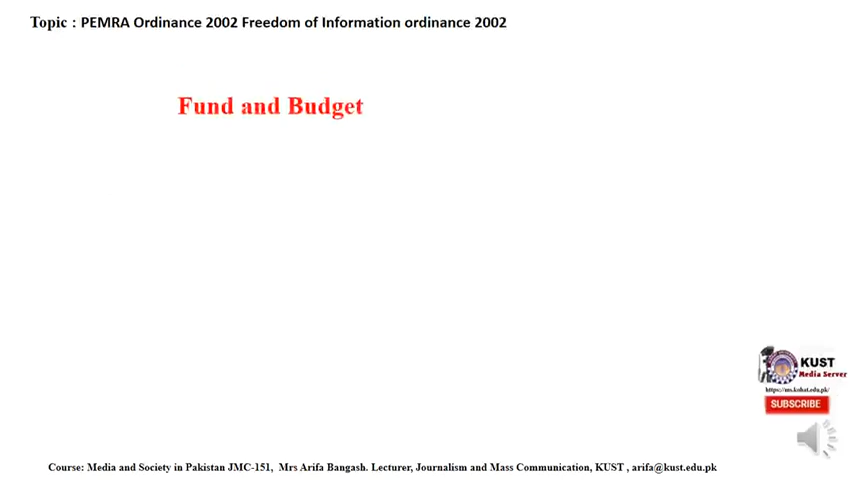 Topic : PEMRA Ordinance 2002 Freedom of Information ordinance 2002
Fund and Budget
KUST
Media Server
https://ms.kohat.edu.pk/
SUBSCRIBE
Course: Media and Society in Pakistan JMC-151, Mrs Arifa Bangash. Lecturer, Journalism and Mass Communication, KUST , arifa@kust.edu.pk